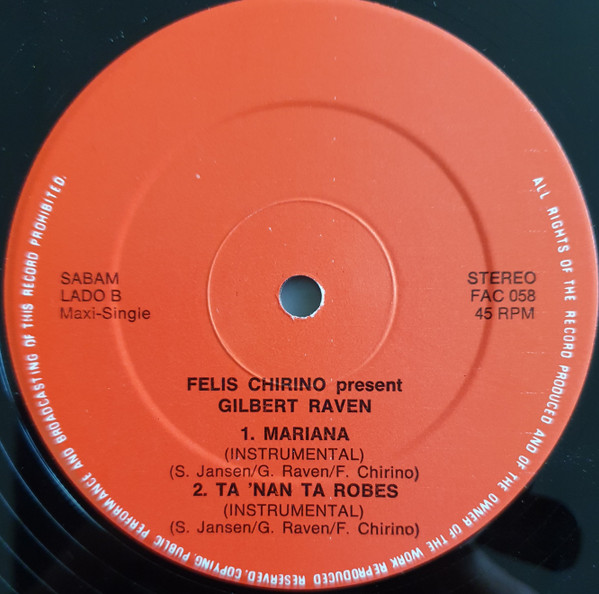 SABAM
LADO B
Maxi-Single
STEREO
FAC 058
45 RPM
FELIS CHIRINO present
GILBERT RAVEN
1. MARIANA
(INSTRUMENTAL)
(S. Jansen/G. Raven/F. Chirino)
2. TA 'NAN TA ROBES
(INSTRUMENTAL)
(S. Jansen/G. Raven/F. Chirino)
ALL RIGHTS OF THE RECORD PRODUCED AND OF THE OWNER OF THE WORK REPRODUCED RESERVED. COPYING PUBLIC PERFORMANCE AND BROADCASTING OF THIS RECORD PROHIBITED.